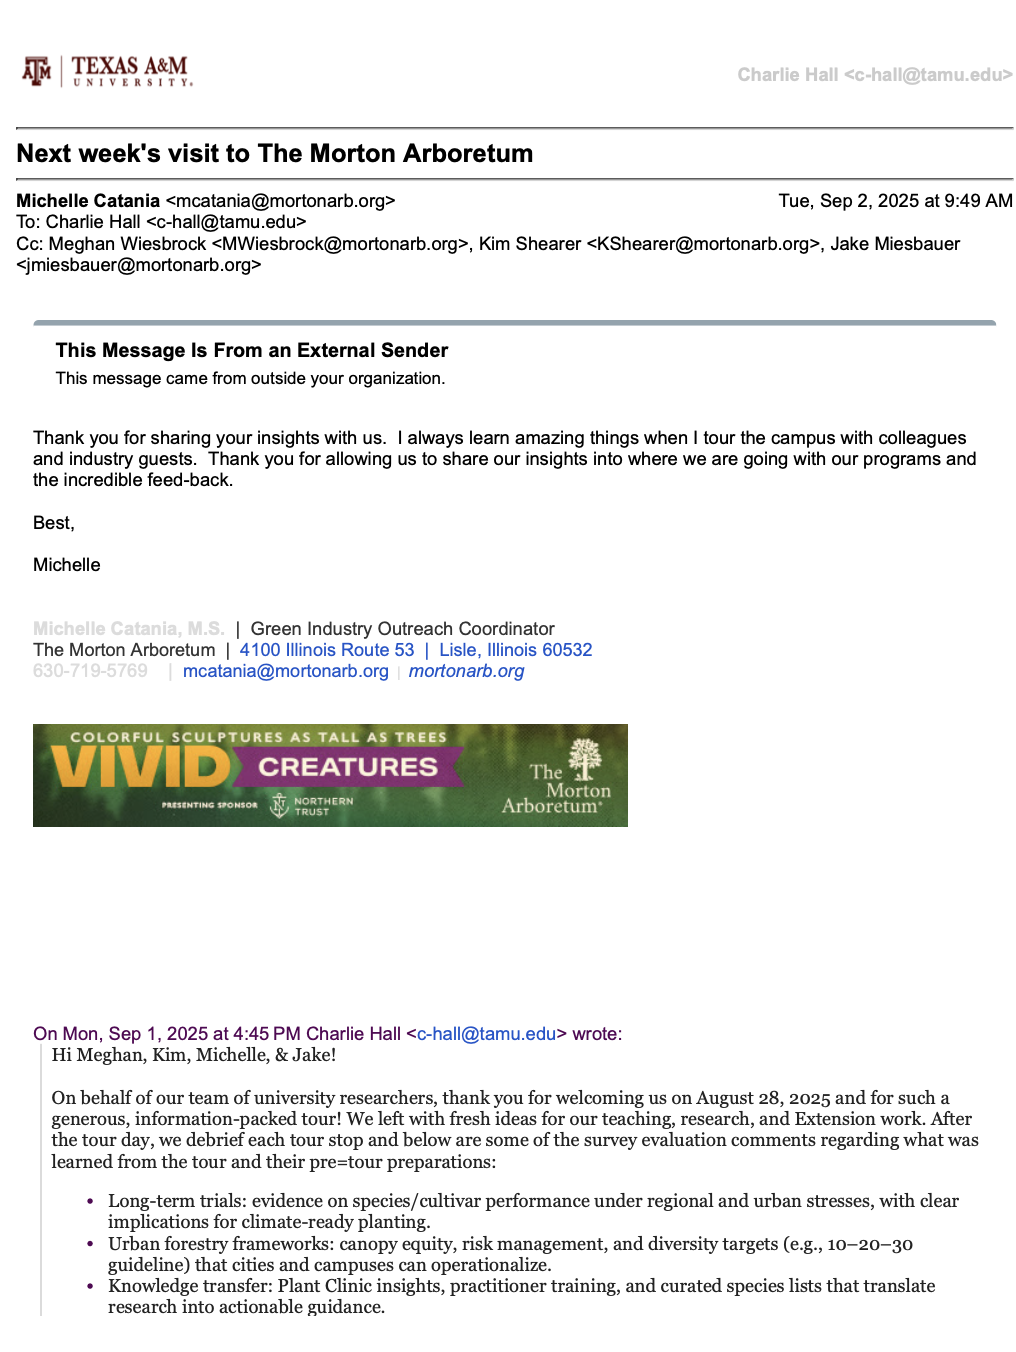 TEXAS A&M
UNIVERSITY.
Charlie Hall <c-hall@tamu.edu>
Next week's visit to The Morton Arboretum
Michelle Catania <mcatania@mortonarb.org>
Tue, Sep 2, 2025 at 9:49 AM
To: Charlie Hall <c-hall@tamu.edu>
Cc: Meghan Wiesbrock <MWiesbrock@mortonarb.org>, Kim Shearer <KShearer@mortonarb.org>, Jake Miesbauer
<jmiesbauer@mortonarb.org>
This Message Is From an External Sender
This message came from outside your organization.
Thank you for sharing your insights with us.  I always learn amazing things when I tour the campus with colleagues
and industry guests.  Thank you for allowing us to share our insights into where we are going with our programs and
the incredible feed-back.
Best,
Michelle
Michelle Catania, M.S. | Green Industry Outreach Coordinator
The Morton Arboretum | 4100 Illinois Route 53 | Lisle, Illinois 60532
630-719-5769 | mcatania@mortonarb.org | mortonarb.org
COLORFUL SCULPTURES AS TALL AS TREES
VIVID CREATURES
PRESENTING SPONSOR
NORTHERN
TRUST
The
Morton
Arboretum
On Mon, Sep 1, 2025 at 4:45 PM Charlie Hall <c-hall@tamu.edu> wrote:
Hi Meghan, Kim, Michelle, & Jake!
On behalf of our team of university researchers, thank you for welcoming us on August 28, 2025 and for such a
generous, information-packed tour! We left with fresh ideas for our teaching, research, and Extension work. After
the tour day, we debrief each tour stop and below are some of the survey evaluation comments regarding what was
learned from the tour and their pre=tour preparations:
• Long-term trials: evidence on species/cultivar performance under regional and urban stresses, with clear
implications for climate-ready planting.
• Urban forestry frameworks: canopy equity, risk management, and diversity targets (e.g., 10–20–30
guideline) that cities and campuses can operationalize.
• Knowledge transfer: Plant Clinic insights, practitioner training, and curated species lists that translate
research into actionable guidance.